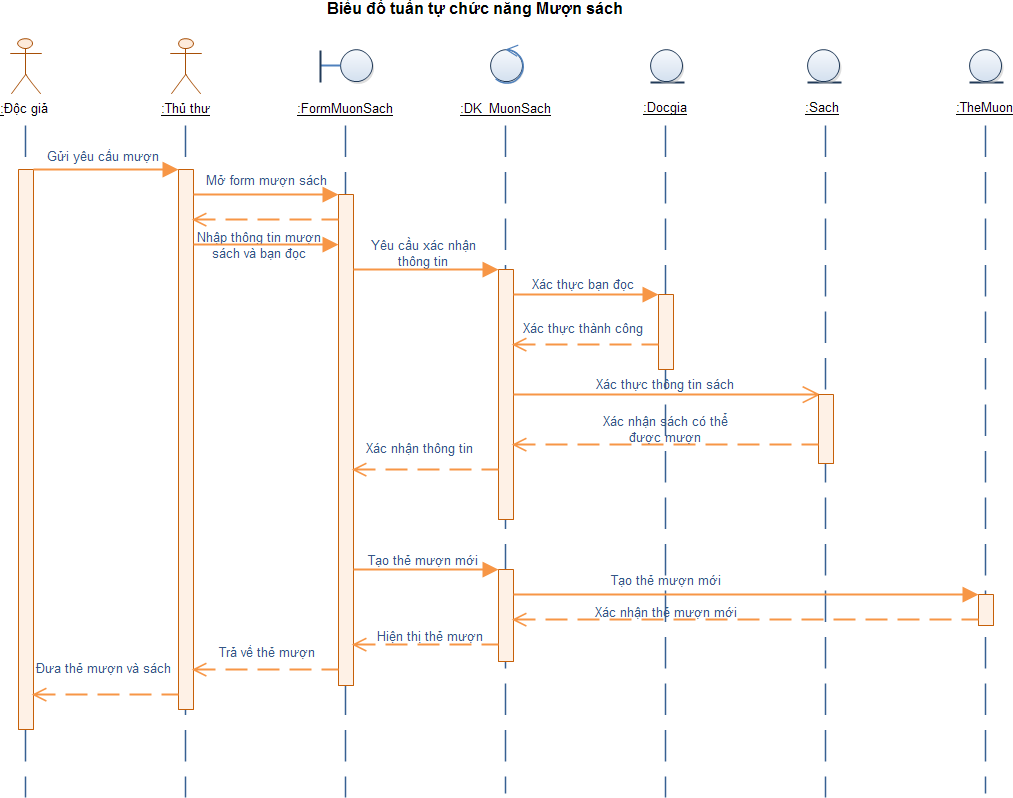 Biểu đồ tuần tự chức năng Mượn sách
:Độc giả
:Thủ thư
:FormMuonSach
:DK_MuonSach
:Docgia
:Sach
:TheMuon
Gửi yêu cầu mượn
Mở form mượn sách
Nhập thông tin mượn
sách và bạn đọc
Yêu cầu xác nhận
thông tin
Xác thực bạn đọc
Xác thực thành công
Xác thực thông tin sách
Xác nhận sách có thể
được mượn
Xác nhận thông tin
Tạo thẻ mượn mới
Tạo thẻ mượn mới
Xác nhận thẻ mượn mới
Hiện thị thẻ mượn
Trả về thẻ mượn
Đưa thẻ mượn và sách